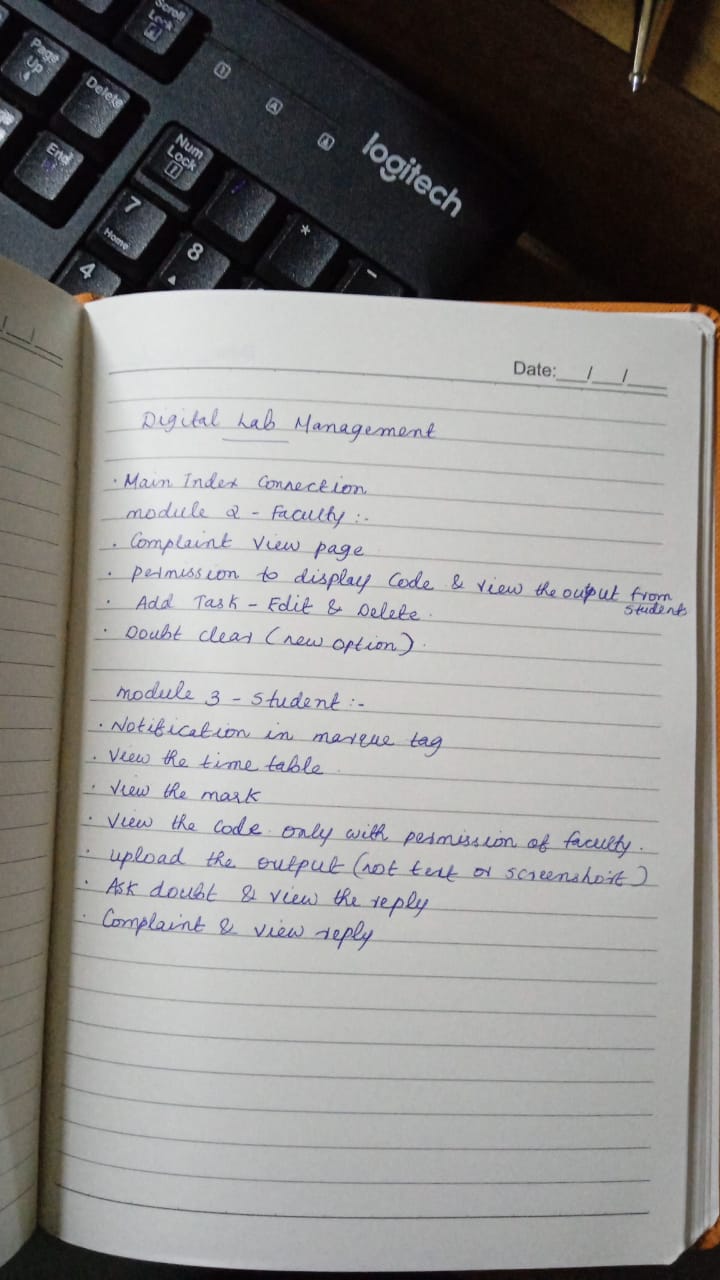 Scroll
Lock
Page
Up
Delete
End
Num
Lock
logitech
7
Home
8
*
-
4
Date:__/__/__
Digital Lab Management
· Main Index Connection
module 2 - Faculty :-
· Complaint View page
· permission to display Code & view the output from
students
· Add Task - Edit & Delete.
· Doubt clear (new option).
module 3 - Student :-
· Notification in marque tag
· View the time table.
· View the mark
· View the Code only with permission of faculty.
· upload the output (not text or screenshort)
· Ask doubt & view the reply
· Complaint & view reply